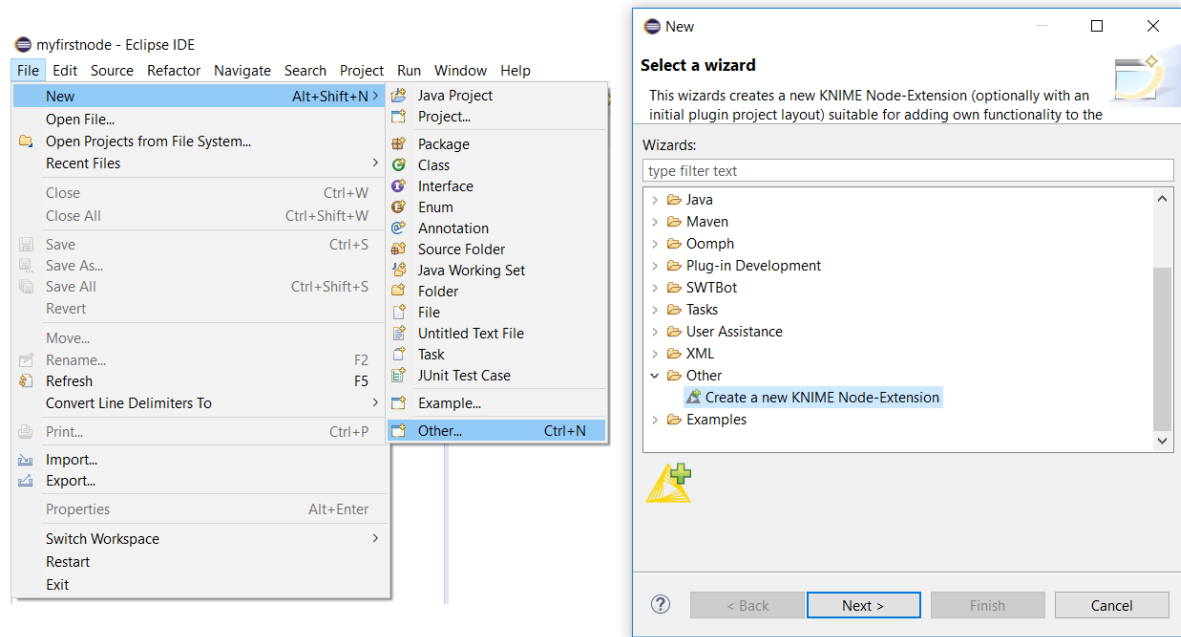 myfirstnode - Eclipse IDE
File Edit Source Refactor Navigate Search Project Run Window Help
New Alt+Shift+N >
Open File...
Open Projects from File System...
Recent Files >
Close Ctrl+W
Close All Ctrl+Shift+W
Save Ctrl+S
Save As...
Save All Ctrl+Shift+S
Revert
Move...
Rename... F2
Refresh F5
Convert Line Delimiters To >
Print... Ctrl+P
Import...
Export...
Properties Alt+Enter
Switch Workspace >
Restart
Exit
Java Project
Project...
Package
Class
Interface
Enum
Annotation
Source Folder
Java Working Set
Folder
File
Untitled Text File
Task
JUnit Test Case
Example...
Other... Ctrl+N
New
Select a wizard
This wizards creates a new KNIME Node-Extension (optionally with an
initial plugin project layout) suitable for adding own functionality to the
Wizards:
type filter text
> Java
> Maven
> Oomph
> Plug-in Development
> SWTBot
> Tasks
> User Assistance
> XML
Other
Create a new KNIME Node-Extension
> Examples
? < Back Next > Finish Cancel